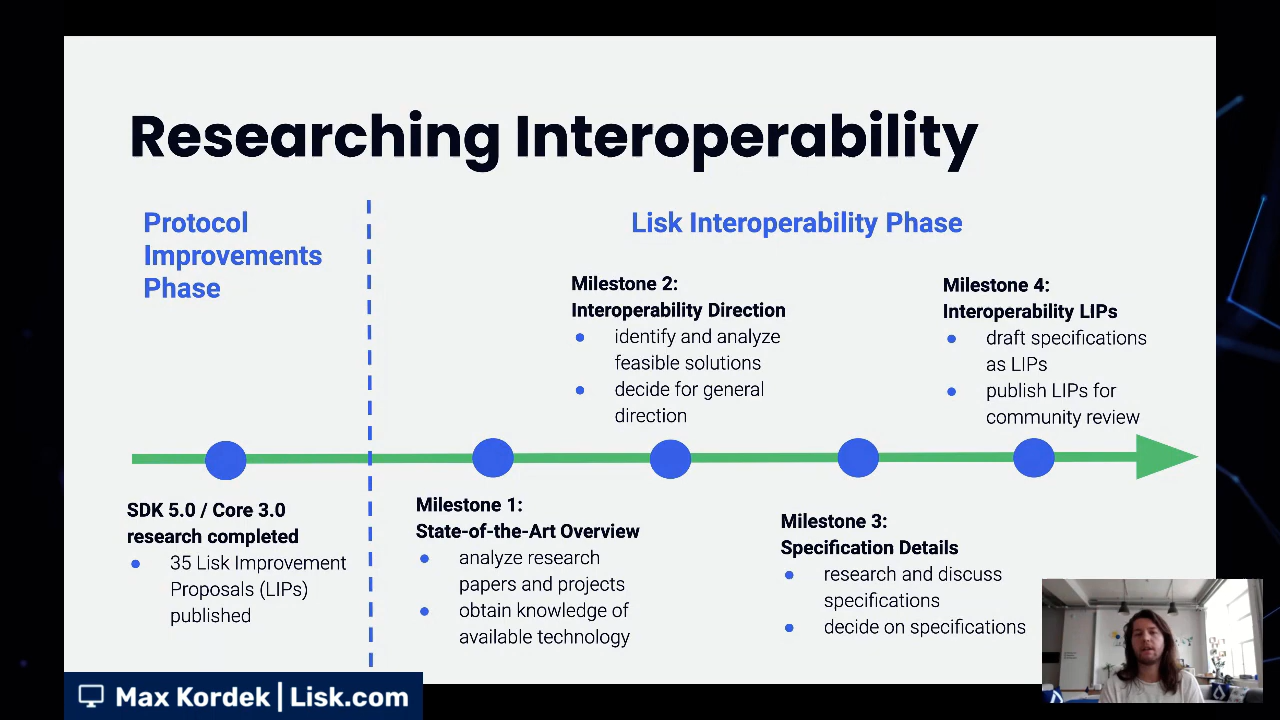 Researching Interoperability
Protocol
Improvements
Phase
Lisk Interoperability Phase
Milestone 2:
Interoperability Direction
● identify and analyze
feasible solutions
● decide for general
direction
Milestone 4:
Interoperability LIPs
● draft specifications
as LIPs
● publish LIPs for
community review
SDK 5.0 / Core 3.0
research completed
● 35 Lisk Improvement
Proposals (LIPs)
published
Milestone 1:
State-of-the-Art Overview
● analyze research
papers and projects
● obtain knowledge of
available technology
Milestone 3:
Specification Details
● research and discuss
specifications
● decide on specifications
Max Kordek | Lisk.com